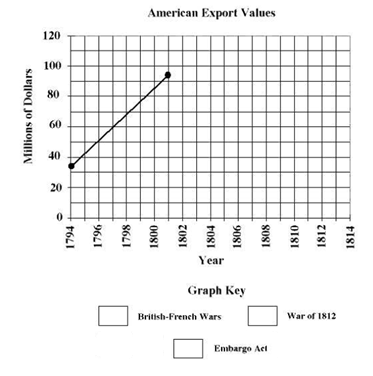 American Export Values
120
100
80
60
40
20
0
Millions of Dollars
1794 1796 1798 1800 1802 1804 1806 1808 1810 1812 1814
Year
Graph Key
British-French Wars War of 1812
Embargo Act